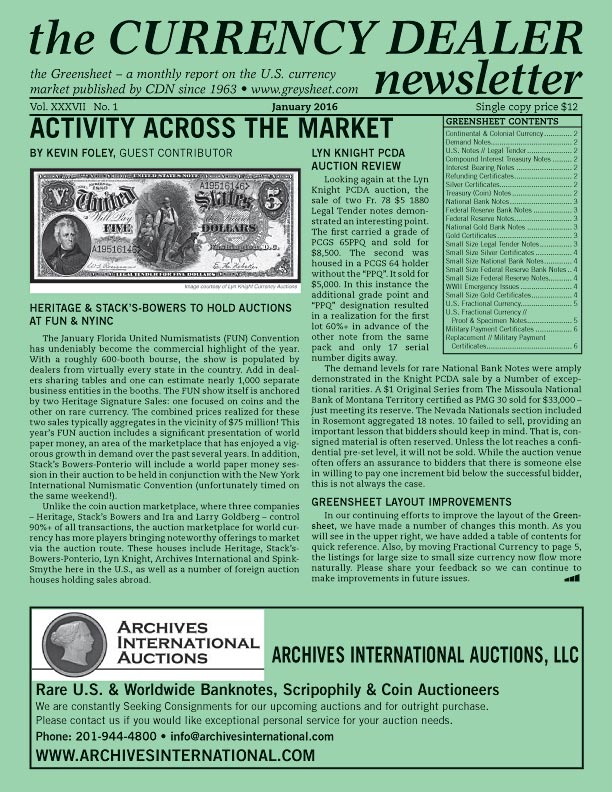 the CURRENCY DEALER
the Greensheet – a monthly report on the U.S. currency
market published by CDN since 1963 • www.greysheet.com
newsletter
Vol. XXXVII No. 1
January 2016
Single copy price $12
ACTIVITY ACROSS THE MARKET
BY KEVIN FOLEY, GUEST CONTRIBUTOR
A19516146
United States
Will Pay
FIVE
DOLLARS
Washington, D.C.
A19516146
Image courtesy of Lyn Knight Currency Auctions
HERITAGE & STACK'S-BOWERS TO HOLD AUCTIONS
AT FUN & NYINC
The January Florida United Numismatists (FUN) Convention
has undeniably become the commercial highlight of the year.
With a roughly 600-booth bourse, the show is populated by
dealers from virtually every state in the country. Add in deal-
ers sharing tables and one can estimate nearly 1,000 separate
business entities in the booths. The FUN show itself is anchored
by two Heritage Signature Sales: one focused on coins and the
other on rare currency. The combined prices realized for these
two sales typically aggregates in the vicinity of $75 million! This
year's FUN auction includes a significant presentation of world
paper money, an area of the marketplace that has enjoyed a vig-
orous growth in demand over the past several years. In addition,
Stack's Bowers-Ponterio will include a world paper money ses-
sion in their auction to be held in conjunction with the New York
International Numismatic Convention (unfortunately timed on
the same weekend!).
Unlike the coin auction marketplace, where three companies
– Heritage, Stack's Bowers and Ira and Larry Goldberg – control
90%+ of all transactions, the auction marketplace for world cur-
rency has more players bringing noteworthy offerings to market
via the auction route. These houses include Heritage, Stack's-
Bowers-Ponterio, Lyn Knight, Archives International and Spink-
Smythe here in the U.S., as well as a number of foreign auction
houses holding sales abroad.
LYN KNIGHT PCDA
AUCTION REVIEW
Looking again at the Lyn
Knight PCDA auction, the
sale of two Fr. 78 $5 1880
Legal Tender notes demon-
strated an interesting point.
The first carried a grade of
PCGS 65PPQ and sold for
$8,500. The second was
housed in a PCGS 64 holder
without the "PPQ". It sold for
$5,000. In this instance the
additional grade point and
"PPQ" designation resulted
in a realization for the first
lot 60%+ in advance of the
other note from the same
pack and only 17 serial
number digits away.
The demand levels for rare National Bank Notes were amply
demonstrated in the Knight PCDA sale by a Number of excep-
tional rarities. A $1 Original Series from The Missoula National
Bank of Montana Territory certified as PMG 30 sold for $33,000 –
just meeting its reserve. The Nevada Nationals section included
in Rosemont aggregated 18 notes. 10 failed to sell, providing an
important lesson that bidders should keep in mind. That is, con-
signed material is often reserved. Unless the lot reaches a confi-
dential pre-set level, it will not be sold. While the auction venue
often offers an assurance to bidders that there is someone else
in willing to pay one increment bid below the successful bidder,
this is not always the case.
GREENSHEET LAYOUT IMPROVEMENTS
In our continuing efforts to improve the layout of the Green-
sheet, we have made a number of changes this month. As you
will see in the upper right, we have added a table of contents for
quick reference. Also, by moving Fractional Currency to page 5,
the listings for large size to small size currency now flow more
naturally. Please share your feedback so we can continue to
make improvements in future issues.
GREENSHEET CONTENTS
Continental & Colonial Currency ............ 2
Demand Notes ............ 2
U.S. Notes // Legal Tender ............ 2
Compound Interest Treasury Notes ............ 2
Interest Bearing Notes ............ 2
Refunding Certificates ............ 2
Silver Certificates ............ 2
Treasury (Coin) Notes ............ 2
National Bank Notes ............ 3
Federal Reserve Bank Notes ............ 3
Federal Reserve Notes ............ 3
National Gold Bank Notes ............ 3
Gold Certificates ............ 3
Small Size Legal Tender Notes ............ 3
Small Size Silver Certificates ............ 4
Small Size National Bank Notes ............ 4
Small Size Federal Reserve Bank Notes .. 4
Small Size Federal Reserve Notes ............ 4
WWII Emergency Issues ............ 4
Small Size Gold Certificates ............ 4
U.S. Fractional Currency ............ 5
U.S. Fractional Currency //
Proof & Specimen Notes ............ 5
Military Payment Certificates ............ 6
Replacement // Military Payment
Certificates ............ 6
ARCHIVES
INTERNATIONAL
AUCTIONS
ARCHIVES INTERNATIONAL AUCTIONS, LLC
Rare U.S. & Worldwide Banknotes, Scripophily & Coin Auctioneers
We are constantly Seeking Consignments for our upcoming auctions and for outright purchase.
Please contact us if you would like exceptional personal service for your auction needs.
Phone: 201-944-4800 • info@archivesinternational.com
WWW.ARCHIVESINTERNATIONAL.COM